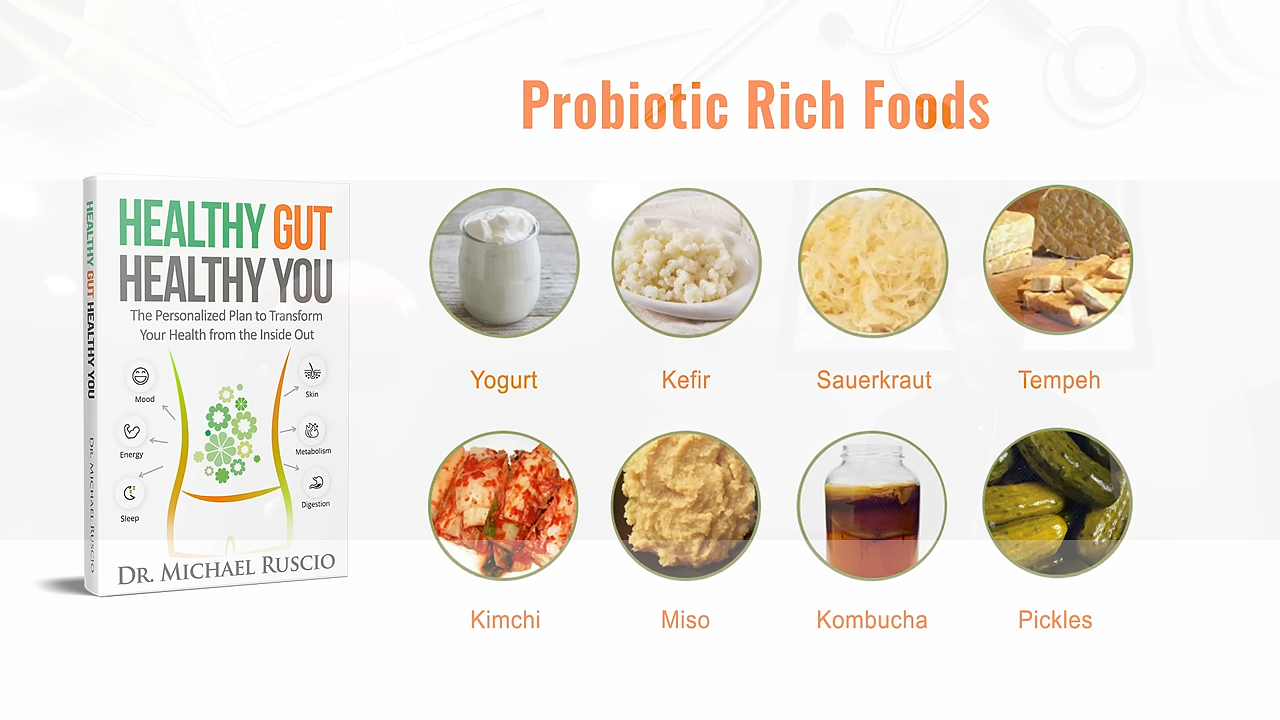 Probiotic Rich Foods
HEALTHY GUT
HEALTHY YOU
The Personalized Plan to Transform
Your Health from the Inside Out
Mood
Skin
Energy
Metabolism
Sleep
Digestion
DR. MICHAEL RUSCIO
HEALTHY GUT HEALTHY YOU
DR. MICHAEL RUSCIO
Yogurt
Kefir
Sauerkraut
Tempeh
Kimchi
Miso
Kombucha
Pickles